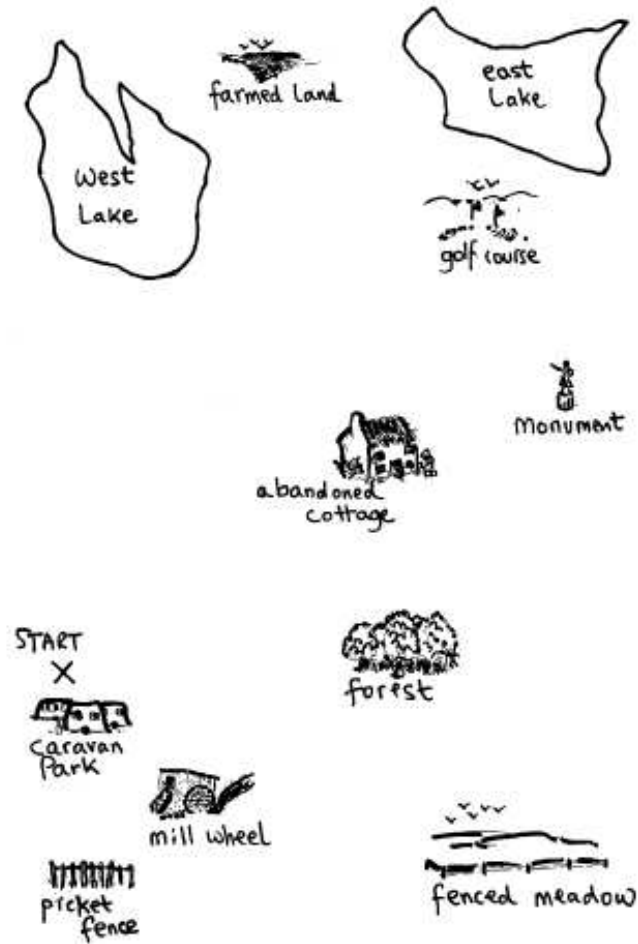 farmed land
east
Lake
West
Lake
golf course
monument
abandoned
cottage
START
forest
caravan
Park
mill wheel
picket
fence
fenced meadow